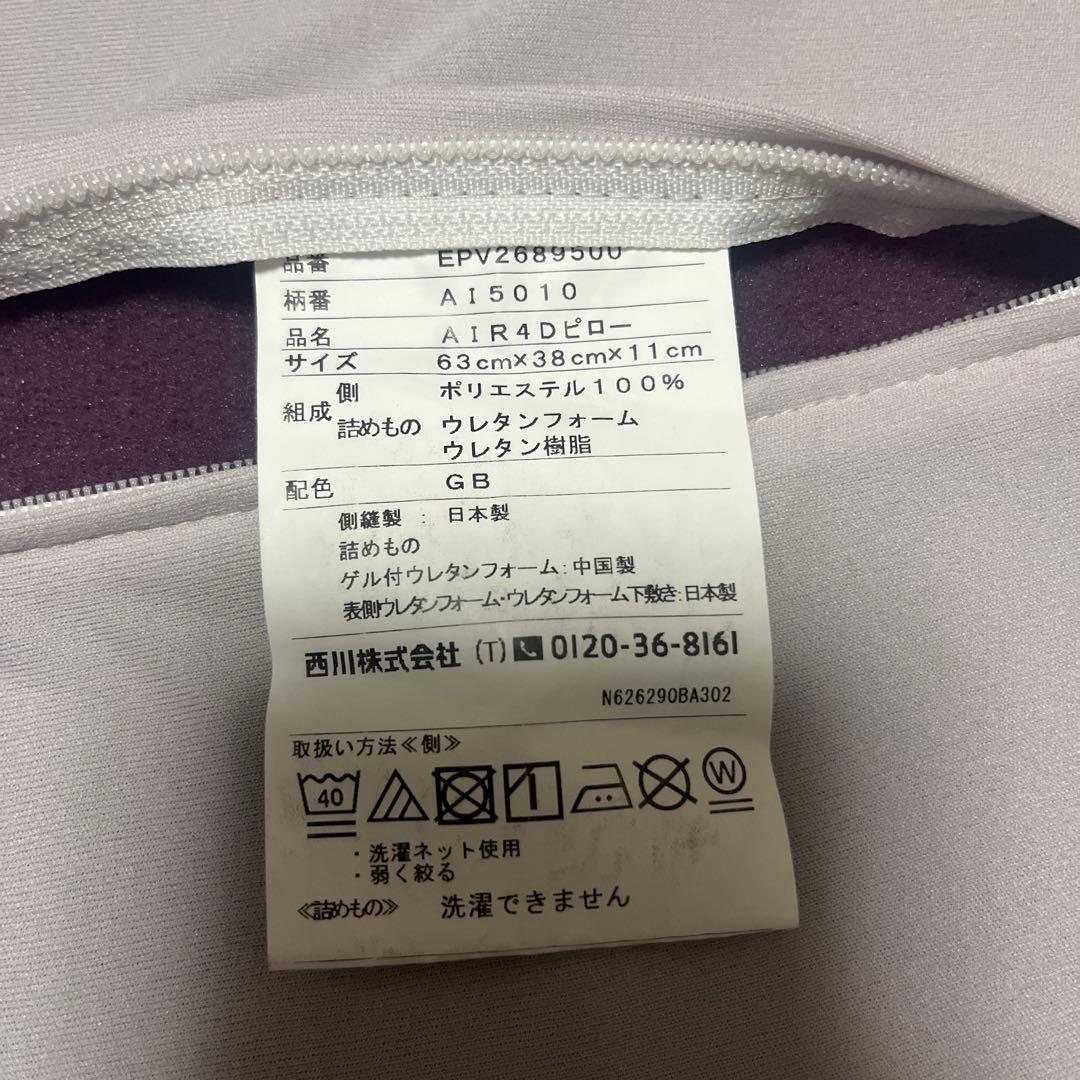 品番 EPV2689500
柄番 AI5010
品名 AIR4Dピロー
サイズ 63cm×38cm×11cm
組成 側 ポリエステル100%
詰めもの ウレタンフォーム
ウレタン樹脂
配色 GB
側縫製 : 日本製
詰めもの
ゲル付ウレタンフォーム:中国製
表側ウレタンフォーム・ウレタンフォーム下敷き:日本製
西川株式会社 (T) 0120-36-8161
N626290BA302
取扱い方法≪側≫
40 W
・洗濯ネット使用
・弱く絞る
≪詰めもの≫ 洗濯できません